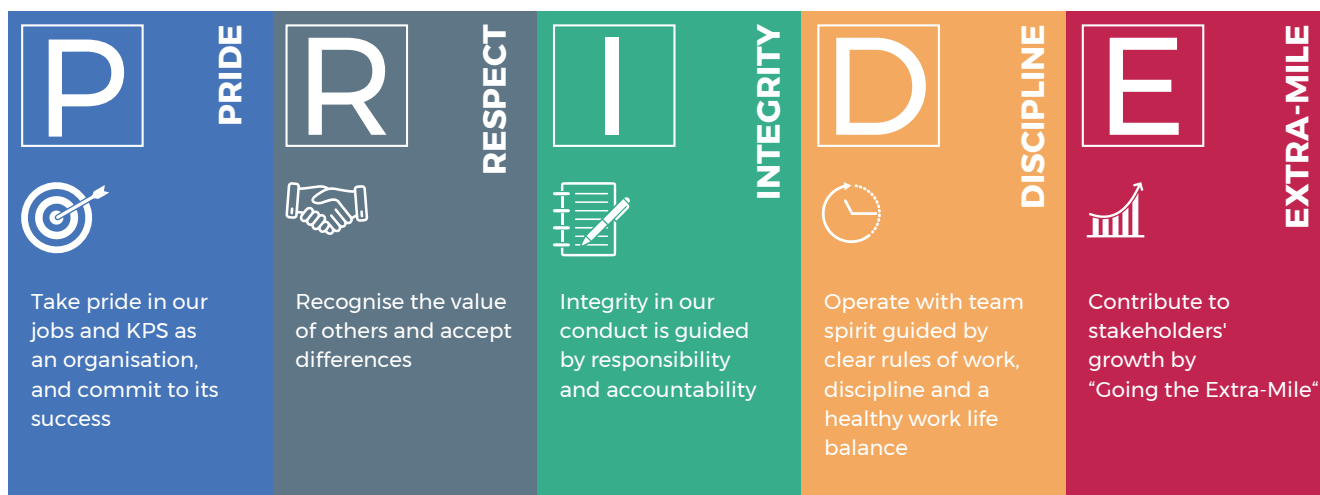 P
PRIDE
Take pride in our
jobs and KPS as
an organisation,
and commit to its
success
R
RESPECT
Recognise the value
of others and accept
differences
I
INTEGRITY
Integrity in our
conduct is guided
by responsibility
and accountability
D
DISCIPLINE
Operate with team
spirit guided by
clear rules of work,
discipline and a
healthy work life
balance
E
EXTRA-MILE
Contribute to
stakeholders'
growth by
“Going the Extra-Mile“